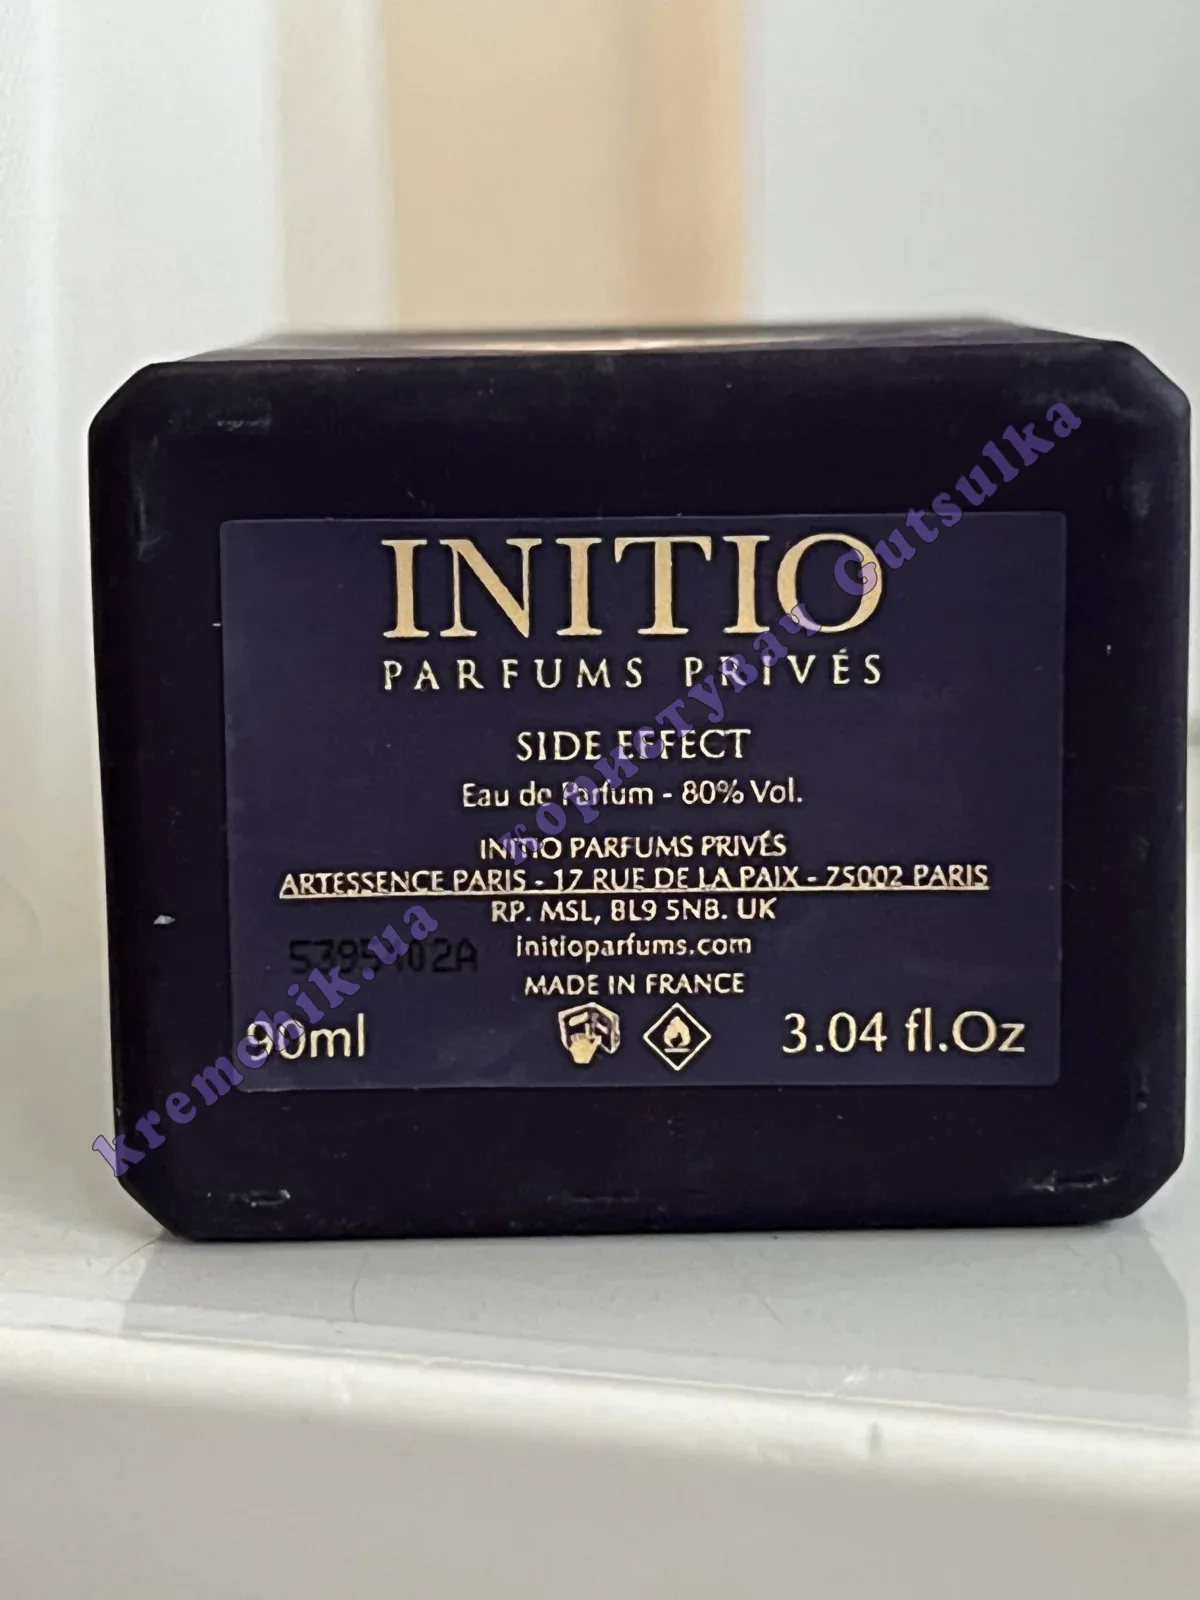 INITIO
PARFUMS PRIVÉS
SIDE EFFECT
Eau de Parfum - 80% Vol.
INITIO PARFUMS PRIVÉS
ARTESSENCE PARIS - 17 RUE DE LA PAIX - 75002 PARIS
RP. MSL, BL9 5NB. UK
initioparfums.com
MADE IN FRANCE
90ml
3.04 fl.Oz
kremchik.ua користувач Gutsulka